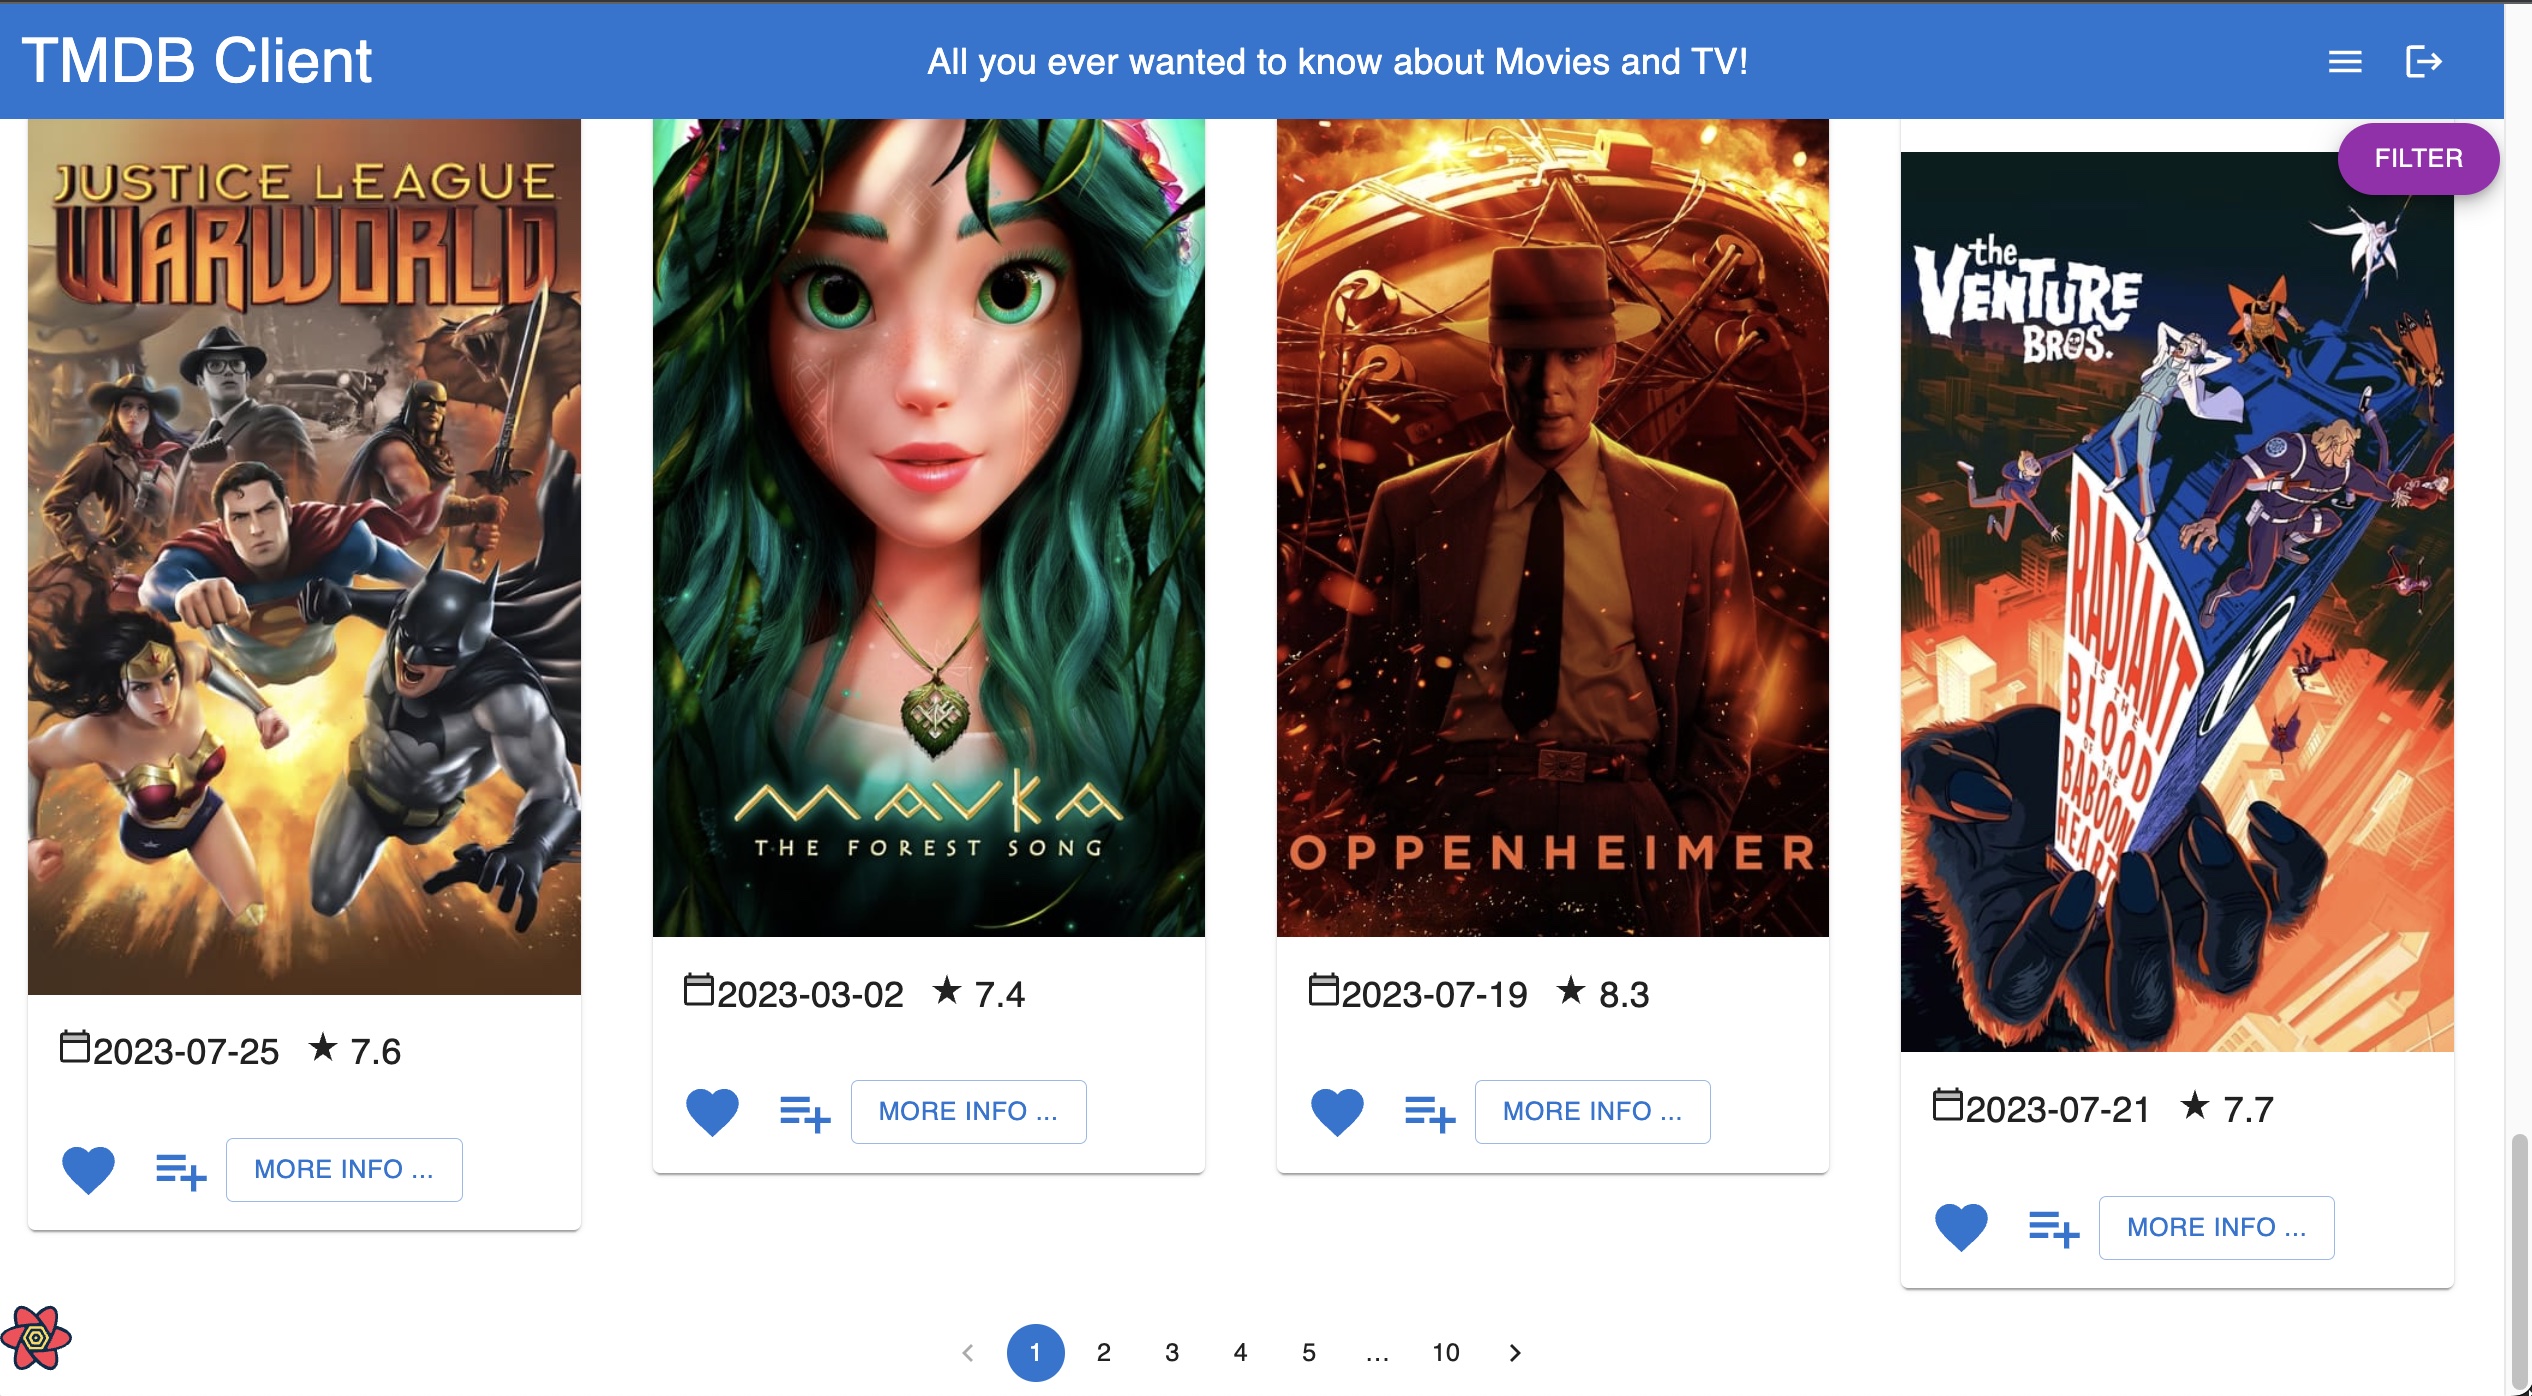 TMDB Client
All you ever wanted to know about Movies and TV!
FILTER
JUSTICE LEAGUE
WARWORLD
2023-07-25 ★ 7.6
MORE INFO ...
MAVKA
THE FOREST SONG
2023-03-02 ★ 7.4
MORE INFO ...
OPPENHEIMER
2023-07-19 ★ 8.3
MORE INFO ...
the
VENTURE
BROS.
RADIANT
IS THE
BLOOD
OF THE
BABOON
HEART
2023-07-21 ★ 7.7
MORE INFO ...
‹ 1 2 3 4 5 ... 10 ›